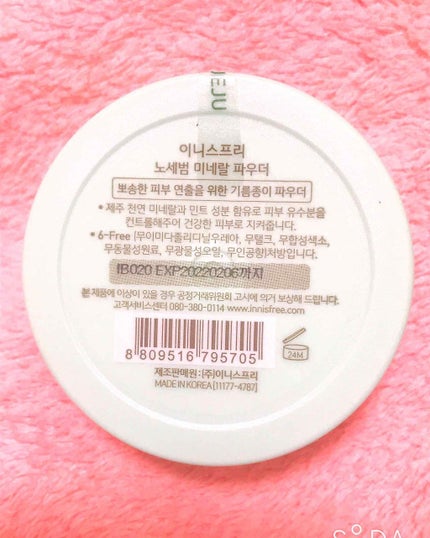 JEJU
이니스프리
노세범 미네랄 파우더
뽀송한 피부 연출을 위한 기름종이 파우더
• 제주 천연 미네랄과 민트 성분 함유로 피부 유수분을
컨트롤해주어 건강한 피부로 지켜줍니다.
• 6-Free (무이미다졸리디닐우레아, 무탤크, 무합성색소,
무동물성원료, 무광물성오일, 무인공향)처방입니다.
IB020 EXP20220206까지
본 제품에 이상이 있을 경우 공정거래위원회 고시에 의거 보상해 드립니다.
고객서비스센터 080-380-0114 www.innisfree.com
8 809516 795705
24M
제조판매원 : (주)이니스프리
MADE IN KOREA [11177-4787]